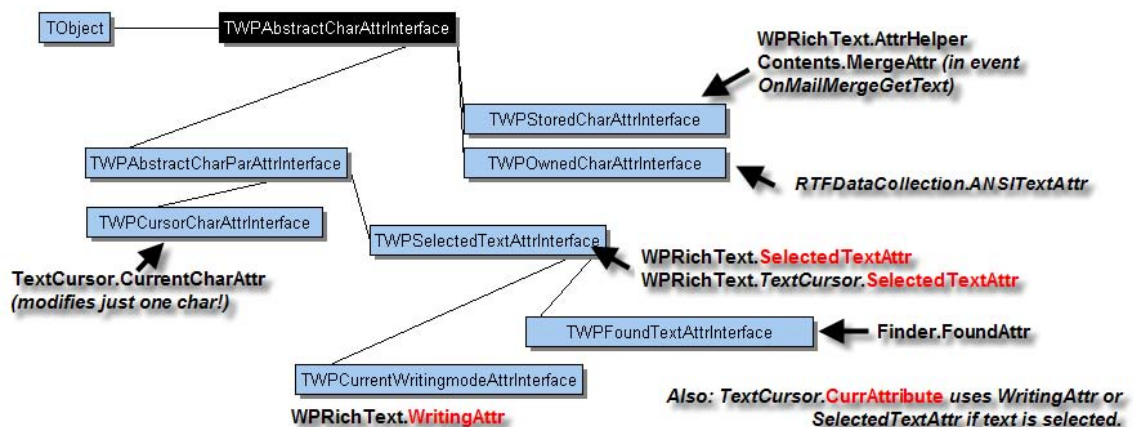 TObject
TWPAbstractCharAttrInterface
WPRichText.AttrHelper
Contents.MergeAttr (in event
OnMailMergeGetText)
TWPStoredCharAttrInterface
TWPAbstractCharParAttrInterface
TWPOwnedCharAttrInterface
RTFDataCollection.ANSITextAttr
TWPCursorCharAttrInterface
TWPSelectedTextAttrInterface
TextCursor.CurrentCharAttr
(modifies just one char!)
WPRichText.SelectedTextAttr
WPRichText.TextCursor.SelectedTextAttr
TWPFoundTextAttrInterface
Finder.FoundAttr
TWPCurrentWritingmodeAttrInterface
WPRichText.WritingAttr
Also: TextCursor.CurrAttribute uses WritingAttr or
SelectedTextAttr if text is selected.